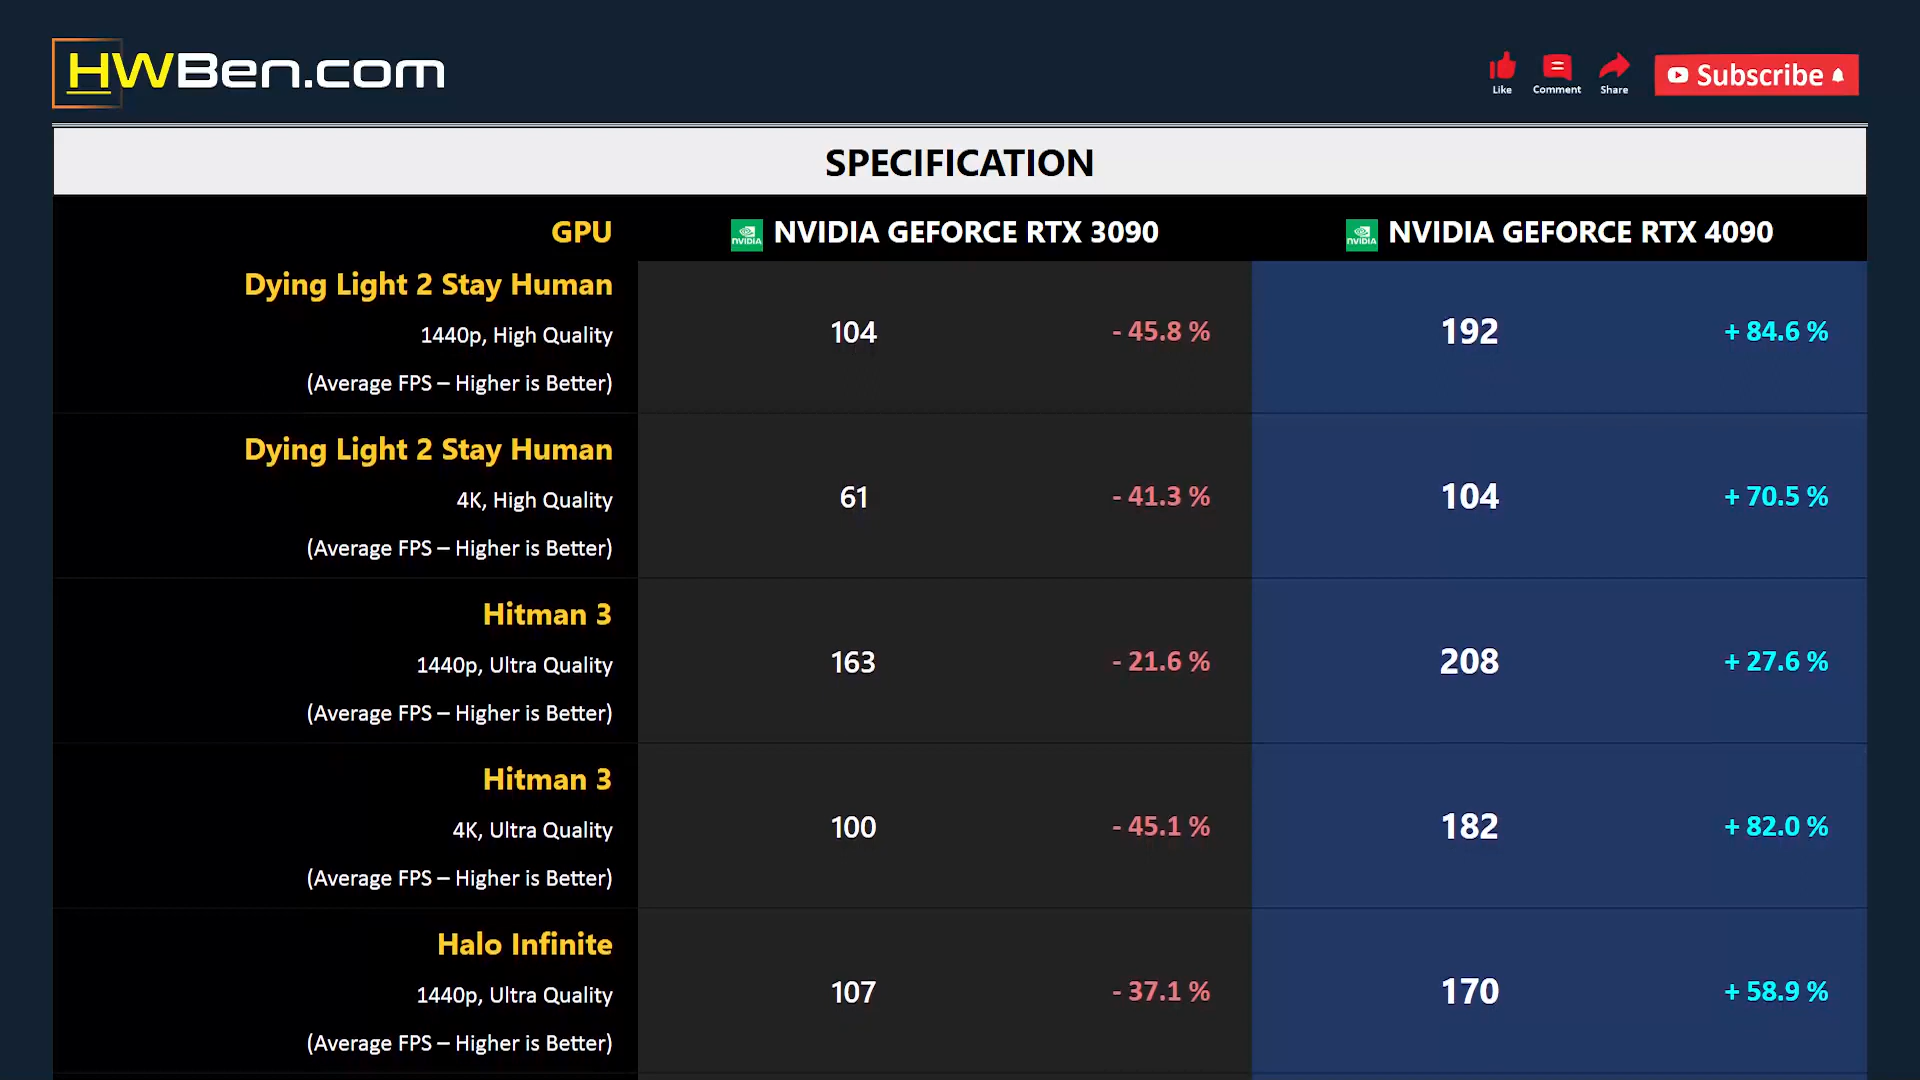 HWBen.com
Like
Comment
Share
Subscribe
SPECIFICATION
GPU
NVIDIA NVIDIA GEFORCE RTX 3090
NVIDIA NVIDIA GEFORCE RTX 4090
Dying Light 2 Stay Human
1440p, High Quality
(Average FPS – Higher is Better)
104
- 45.8 %
192
+ 84.6 %
Dying Light 2 Stay Human
4K, High Quality
(Average FPS – Higher is Better)
61
- 41.3 %
104
+ 70.5 %
Hitman 3
1440p, Ultra Quality
(Average FPS – Higher is Better)
163
- 21.6 %
208
+ 27.6 %
Hitman 3
4K, Ultra Quality
(Average FPS – Higher is Better)
100
- 45.1 %
182
+ 82.0 %
Halo Infinite
1440p, Ultra Quality
(Average FPS – Higher is Better)
107
- 37.1 %
170
+ 58.9 %